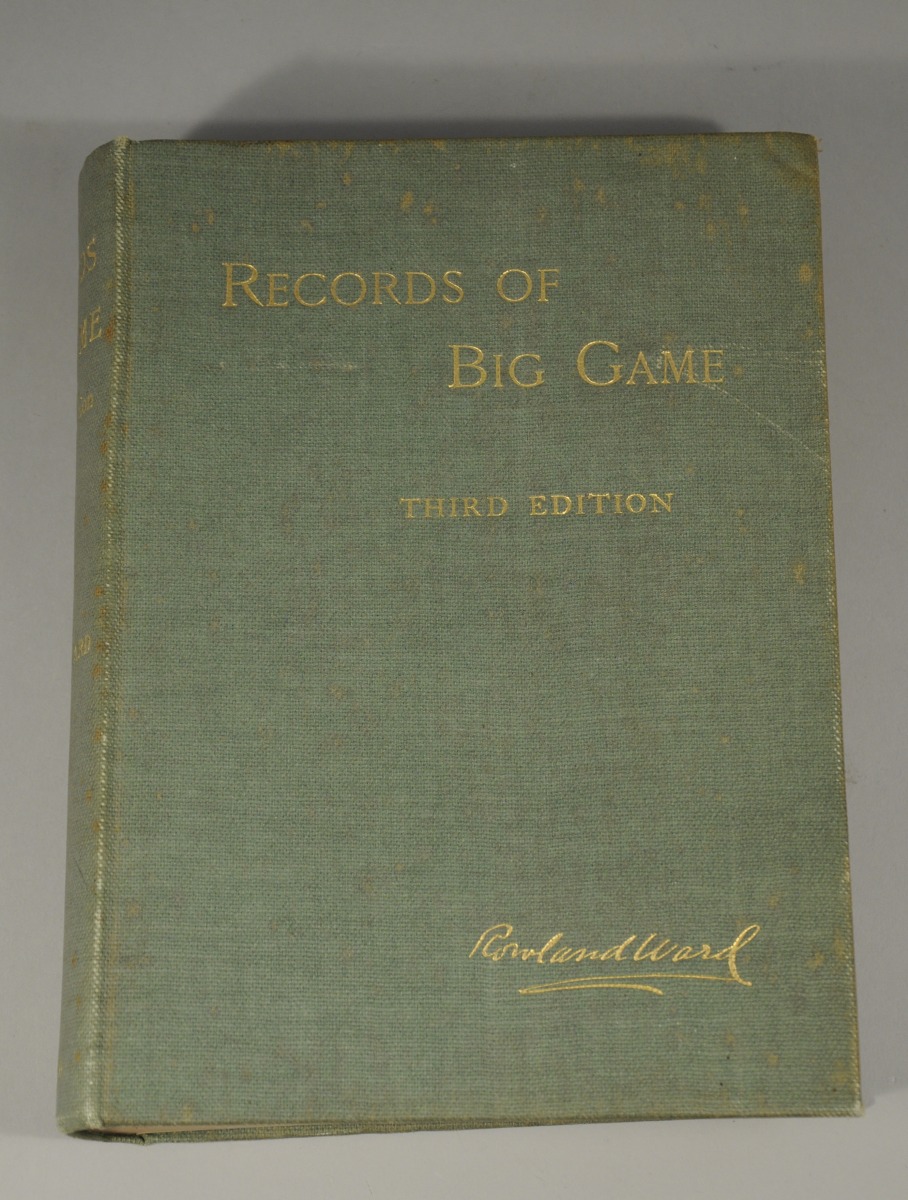 RECORDS OF
BIG GAME
THIRD EDITION
Rowland Ward